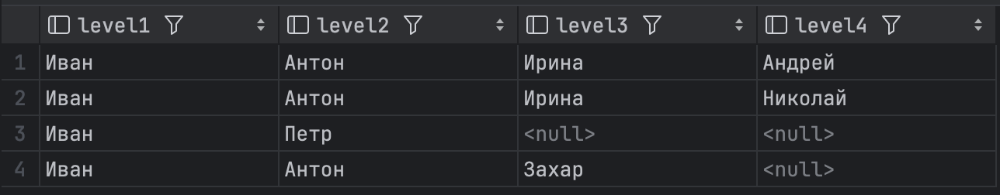 level1 level2 level3 level4
1 Иван Антон Ирина Андрей
2 Иван Антон Ирина Николай
3 Иван Петр <null> <null>
4 Иван Антон Захар <null>